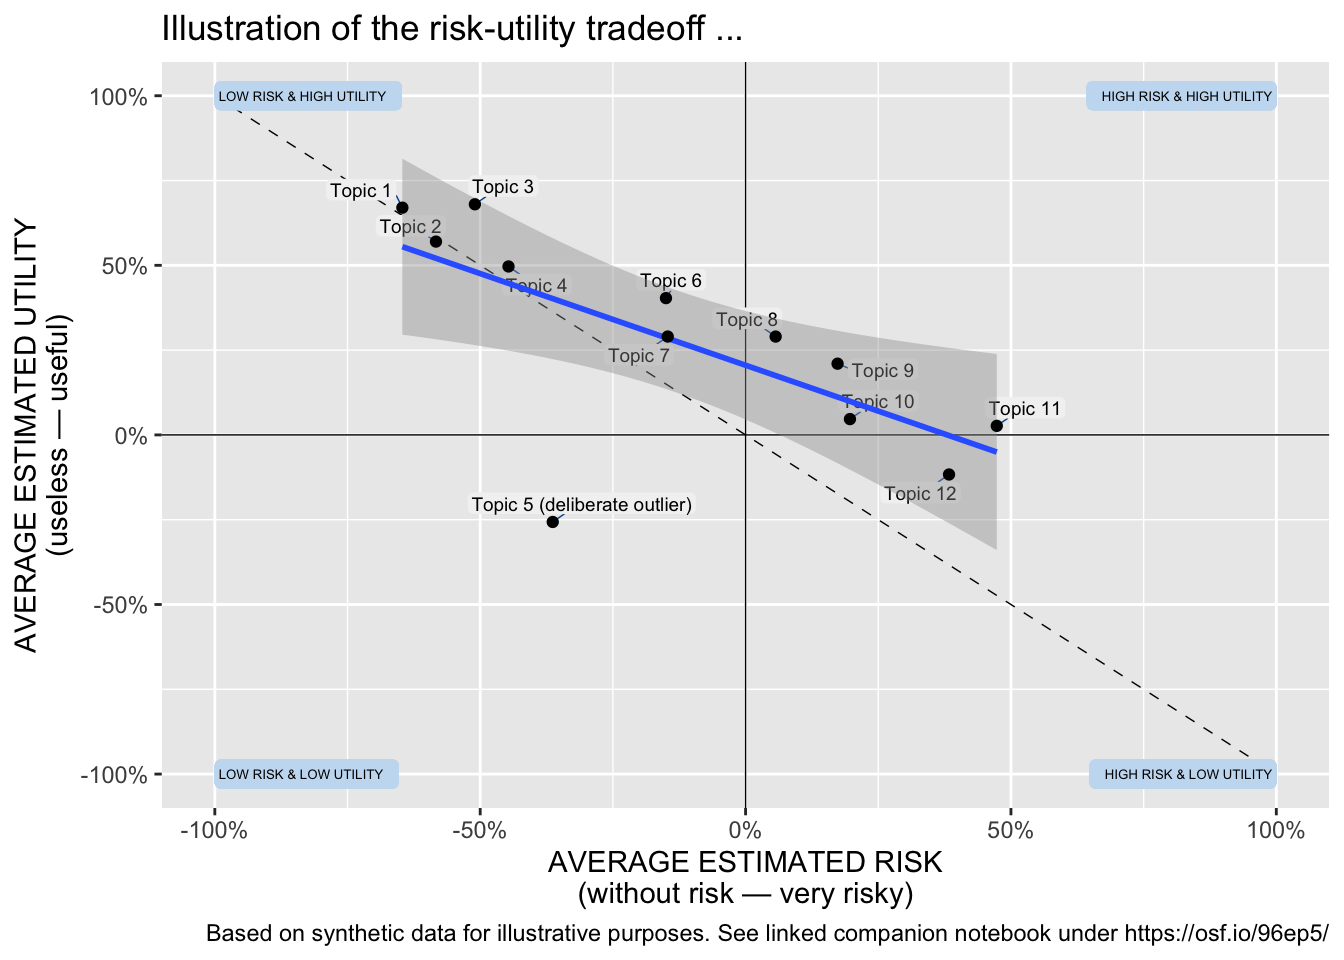 Illustration of the risk-utility tradeoff ...
AVERAGE ESTIMATED UTILITY
(useless — useful)
100%
50%
0%
-50%
-100%
LOW RISK & HIGH UTILITY
HIGH RISK & HIGH UTILITY
Topic 1
Topic 3
Topic 2
Topic 4
Topic 6
Topic 8
Topic 7
Topic 9
Topic 10
Topic 11
Topic 12
Topic 5 (deliberate outlier)
LOW RISK & LOW UTILITY
HIGH RISK & LOW UTILITY
-100%
-50%
0%
50%
100%
AVERAGE ESTIMATED RISK
(without risk — very risky)
Based on synthetic data for illustrative purposes. See linked companion notebook under https://osf.io/96ep5/